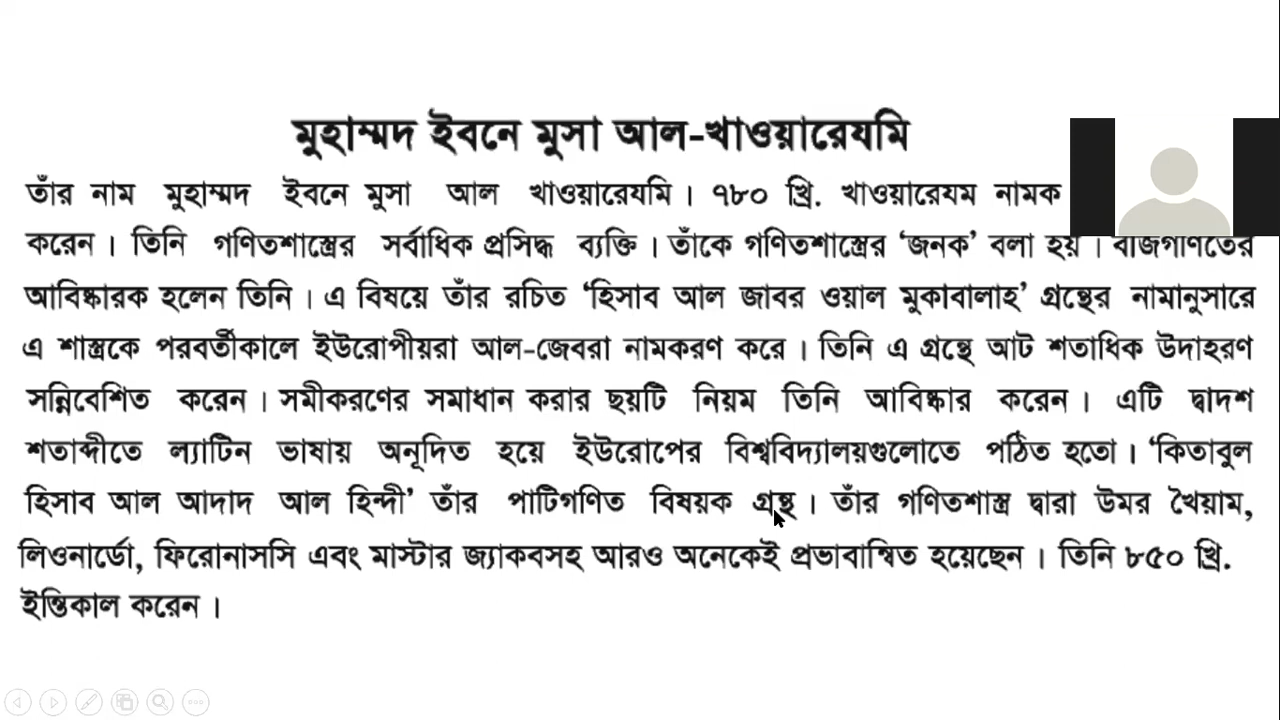 মুহাম্মদ ইবনে মুসা আল-খাওয়ারেযমি
তাঁর নাম মুহাম্মদ ইবনে মুসা আল খাওয়ারেযমি। ৭৮০ খ্রি. খাওয়ারেযম নামক
করেন। তিনি গণিতশাস্ত্রের সর্বাধিক প্রসিদ্ধ ব্যক্তি। তাঁকে গণিতশাস্ত্রের ‘জনক’ বলা হয়। বীজগণিতের
আবিষ্কারক হলেন তিনি। এ বিষয়ে তাঁর রচিত ‘হিসাব আল জাবর ওয়াল মুকাবালাহ’ গ্রন্থের নামানুসারে
এ শাস্ত্রকে পরবর্তীকালে ইউরোপীয়রা আল-জেবরা নামকরণ করে। তিনি এ গ্রন্থে আট শতাধিক উদাহরণ
সন্নিবেশিত করেন। সমীকরণের সমাধান করার ছয়টি নিয়ম তিনি আবিষ্কার করেন। এটি দ্বাদশ
শতাব্দীতে ল্যাটিন ভাষায় অনূদিত হয়ে ইউরোপের বিশ্ববিদ্যালয়গুলোতে পঠিত হতো। ‘কিতাবুল
হিসাব আল আদাদ আল হিন্দী’ তাঁর পাটিগণিত বিষয়ক গ্রন্থ। তাঁর গণিতশাস্ত্র দ্বারা উমর খৈয়াম,
লিওনার্ডো, ফিরোনাসসি এবং মাস্টার জ্যাকবসহ আরও অনেকেই প্রভাবান্বিত হয়েছেন। তিনি ৮৫০ খ্রি.
ইন্তিকাল করেন।